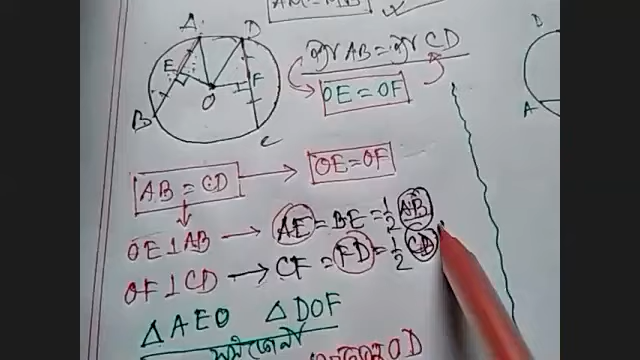 A D
E F
O
B C
জ্যা AB = জ্যা CD
OE = OF
D
A
AB = CD → OE = OF
OE ⊥ AB → AE = BE = 1/2 AB
OF ⊥ CD → CF = FD = 1/2 CD
△AEO △DOF
OD